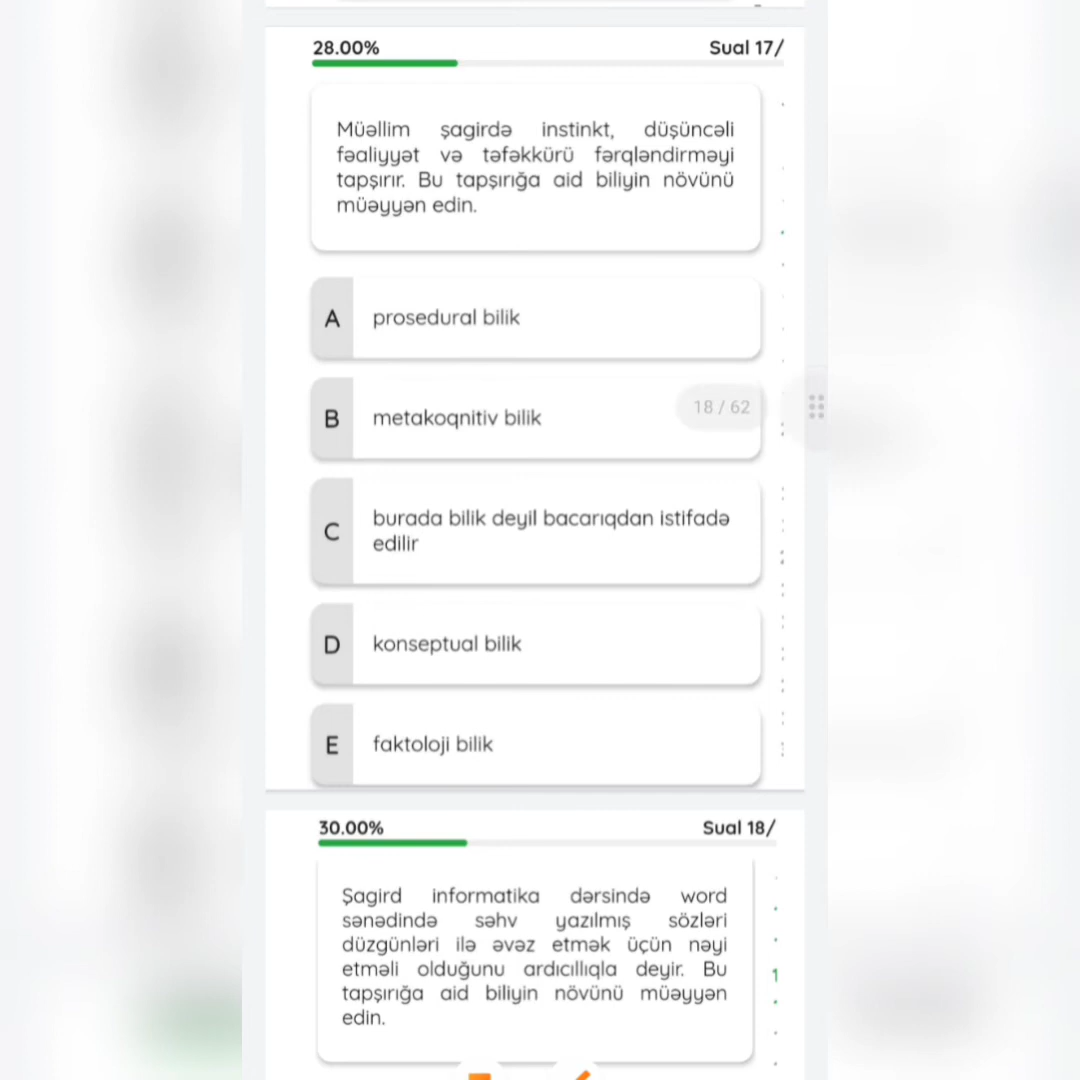 28.00%
Sual 17/
Müəllim şagirdə instinkt, düşüncəli
fəaliyyət və təfəkkürü fərqləndirməyi
tapşırır. Bu tapşırığa aid biliyin növünü
müəyyən edin.
A prosedural bilik
B metakoqnitiv bilik
18 / 62
C burada bilik deyil bacarıqdan istifadə
edilir
D konseptual bilik
E faktoloji bilik
30.00%
Sual 18/
Şagird informatika dərsində word
sənədində səhv yazılmış sözləri
düzgünləri ilə əvəz etmək üçün nəyi
etməli olduğunu ardıcıllıqla deyir. Bu
tapşırığa aid biliyin növünü müəyyən
edin.
1